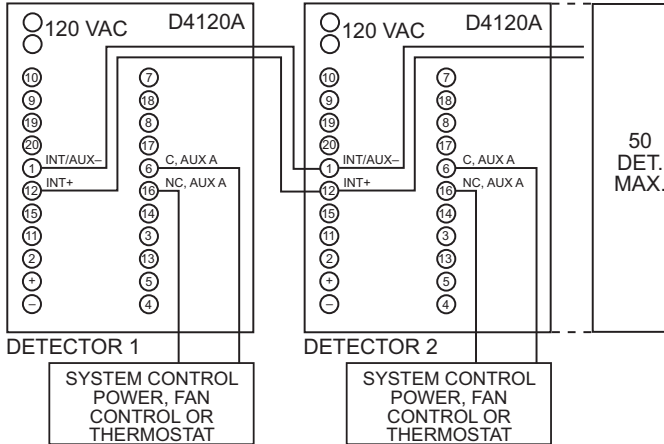 120 VAC D4120A
10 7
9 18
19 8
20 17
1 INT/AUX– 6 C, AUX A
12 INT+ 16 NC, AUX A
15 14
11 3
2 13
+ 5
– 4
DETECTOR 1
SYSTEM CONTROL
POWER, FAN
CONTROL OR
THERMOSTAT
120 VAC D4120A
10 7
9 18
19 8
20 17
1 INT/AUX– 6 C, AUX A
12 INT+ 16 NC, AUX A
15 14
11 3
2 13
+ 5
– 4
DETECTOR 2
SYSTEM CONTROL
POWER, FAN
CONTROL OR
THERMOSTAT
50
DET.
MAX.